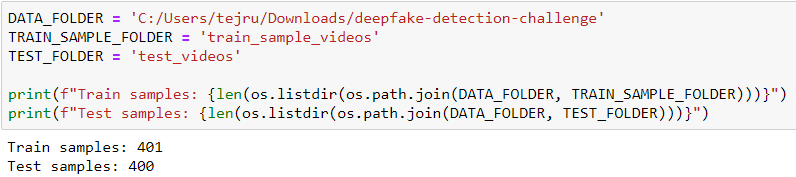 DATA_FOLDER = 'C:/Users/tejru/Downloads/deepfake-detection-challenge'
TRAIN_SAMPLE_FOLDER = 'train_sample_videos'
TEST_FOLDER = 'test_videos'
print(f"Train samples: {len(os.listdir(os.path.join(DATA_FOLDER, TRAIN_SAMPLE_FOLDER)))}")
print(f"Test samples: {len(os.listdir(os.path.join(DATA_FOLDER, TEST_FOLDER)))}")
Train samples: 401
Test samples: 400